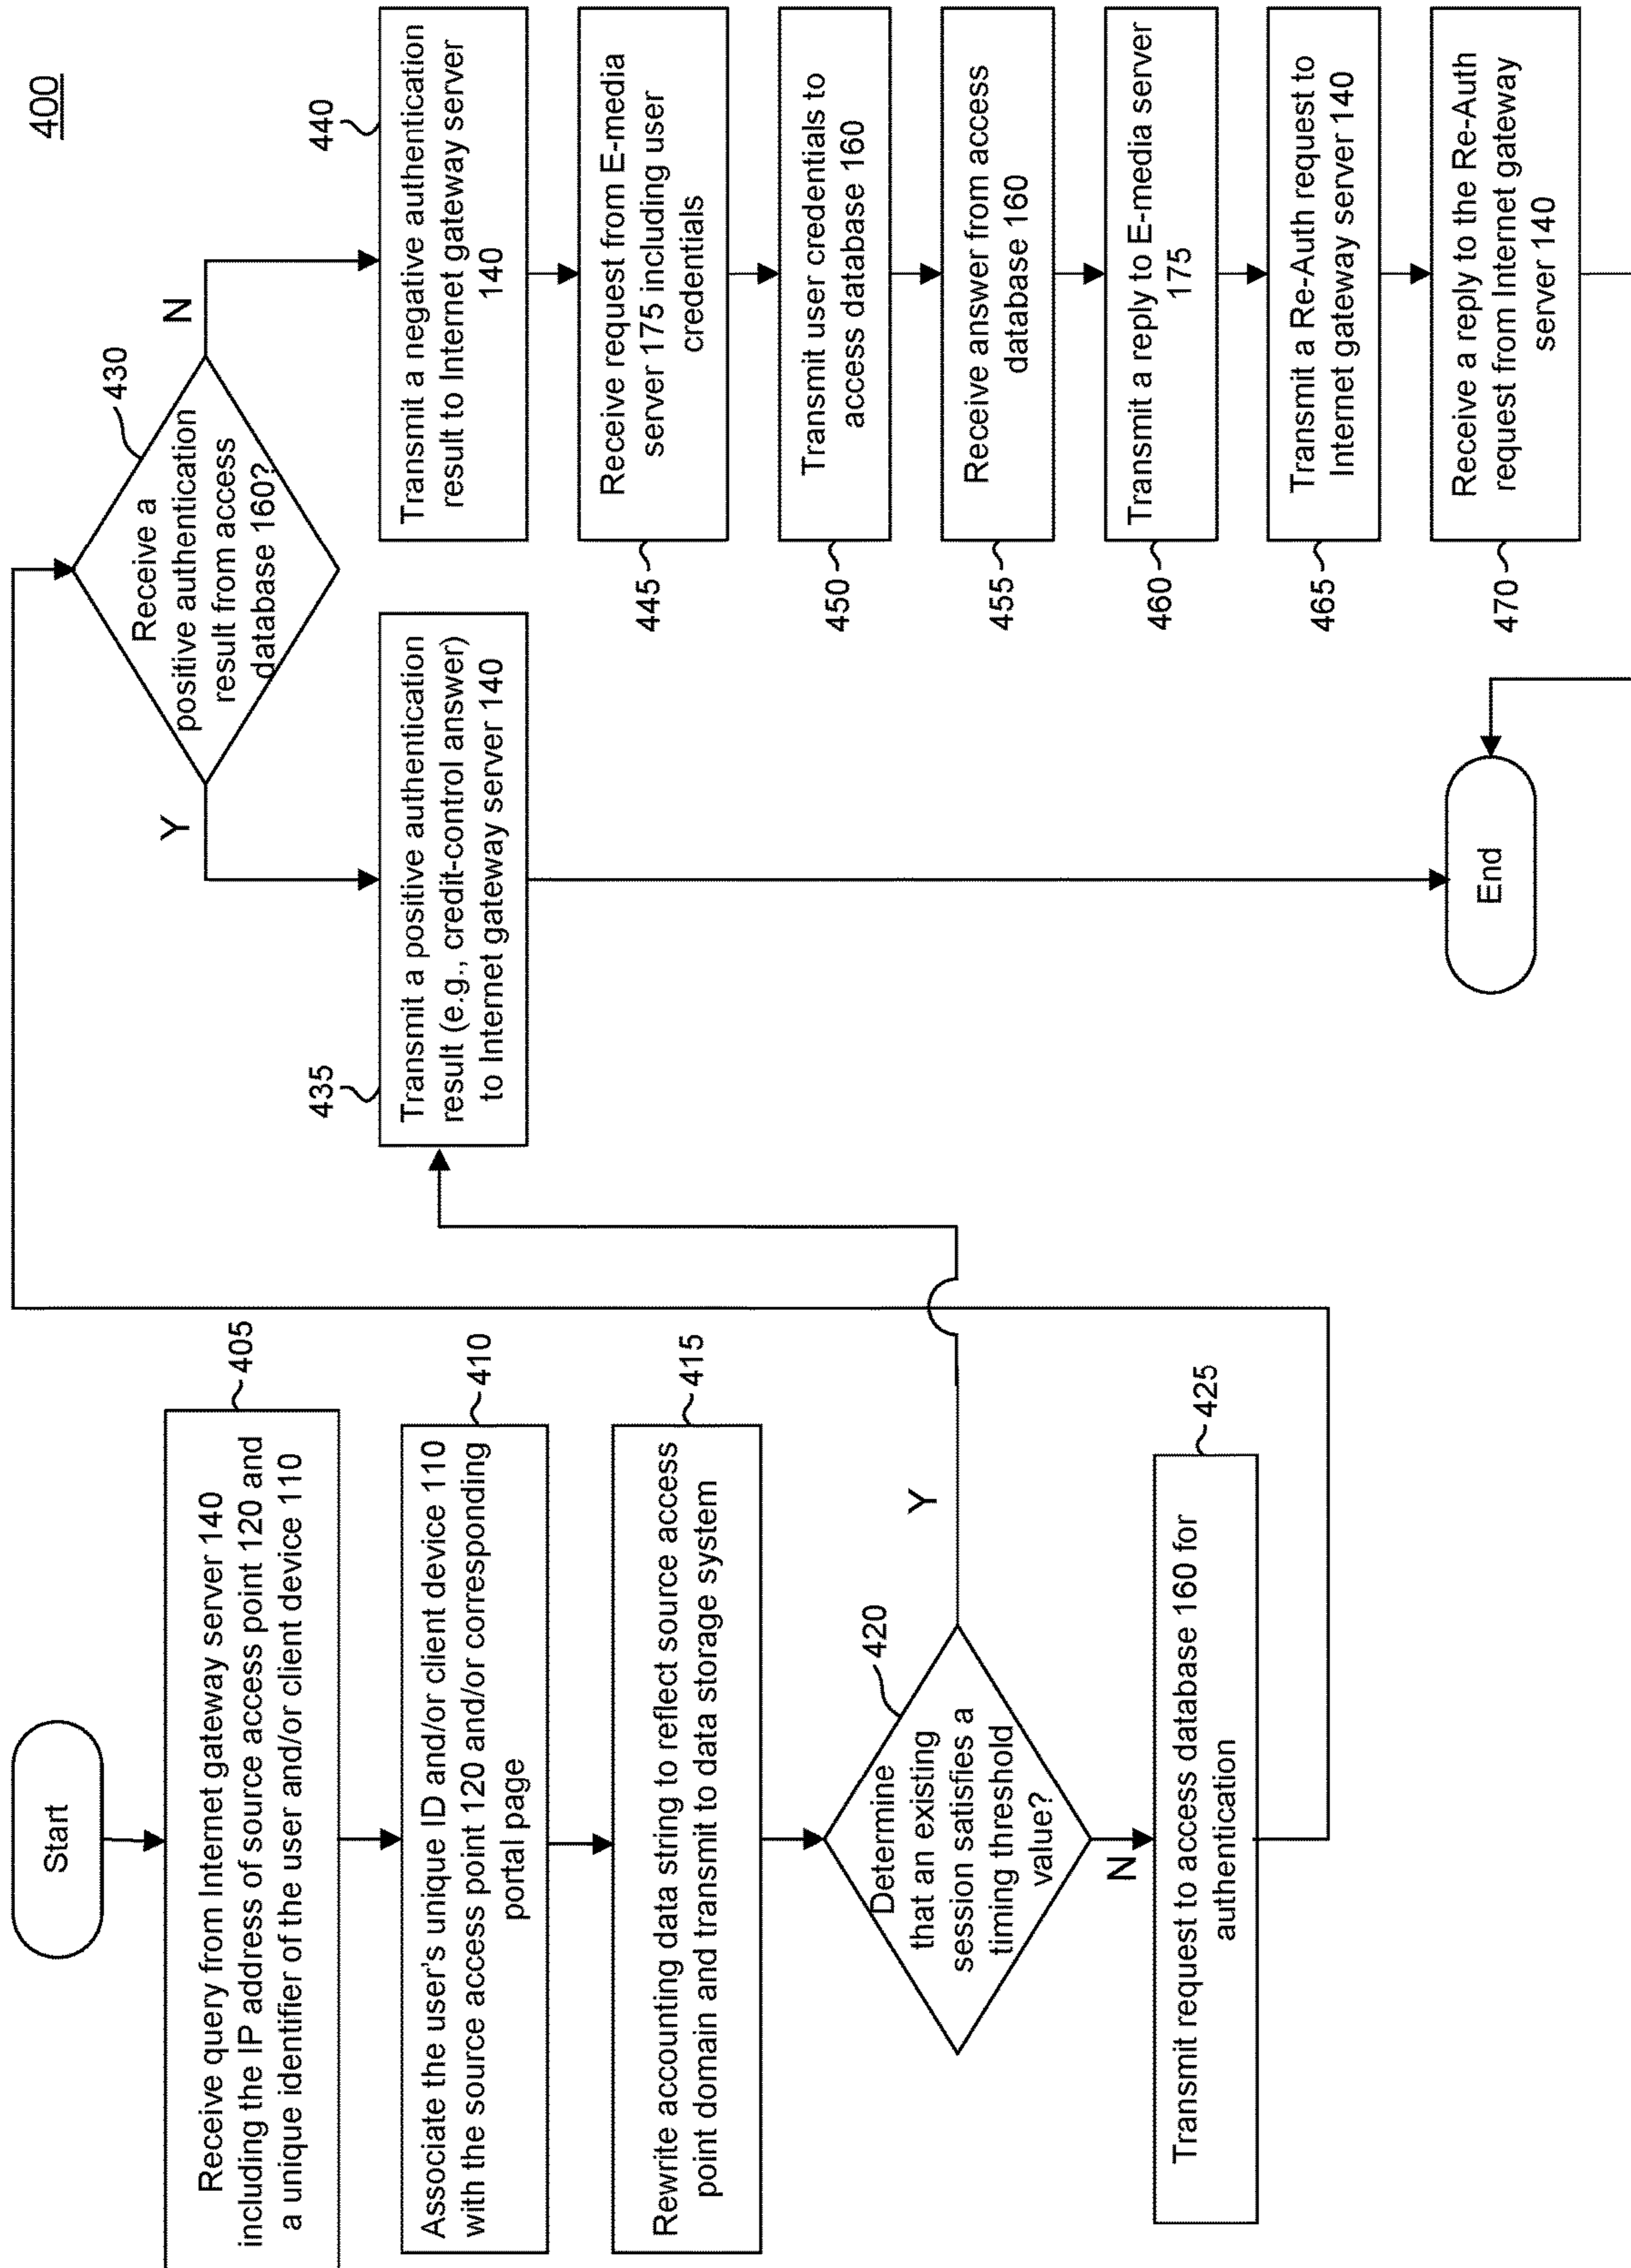 400
Start
Receive query from Internet gateway server 140
including the IP address of source access point 120 and
a unique identifier of the user and/or client device 110
405
Associate the user's unique ID and/or client device 110
with the source access point 120 and/or corresponding
portal page
410
Rewrite accounting data string to reflect source access
point domain and transmit to data storage system
415
Determine
that an existing
session satisfies a
timing threshold
value?
420
Y
N
Transmit request to access database 160 for
authentication
425
Receive a
positive authentication
result from access
database 160?
430
Y
N
435
Transmit a positive authentication
result (e.g., credit-control answer)
to Internet gateway server 140
440
Transmit a negative authentication
result to Internet gateway server
140
445
Receive request from E-media
server 175 including user
credentials
450
Transmit user credentials to
access database 160
455
Receive answer from access
database 160
460
Transmit a reply to E-media server
175
465
Transmit a Re-Auth request to
Internet gateway server 140
470
Receive a reply to the Re-Auth
request from Internet gateway
server 140
End